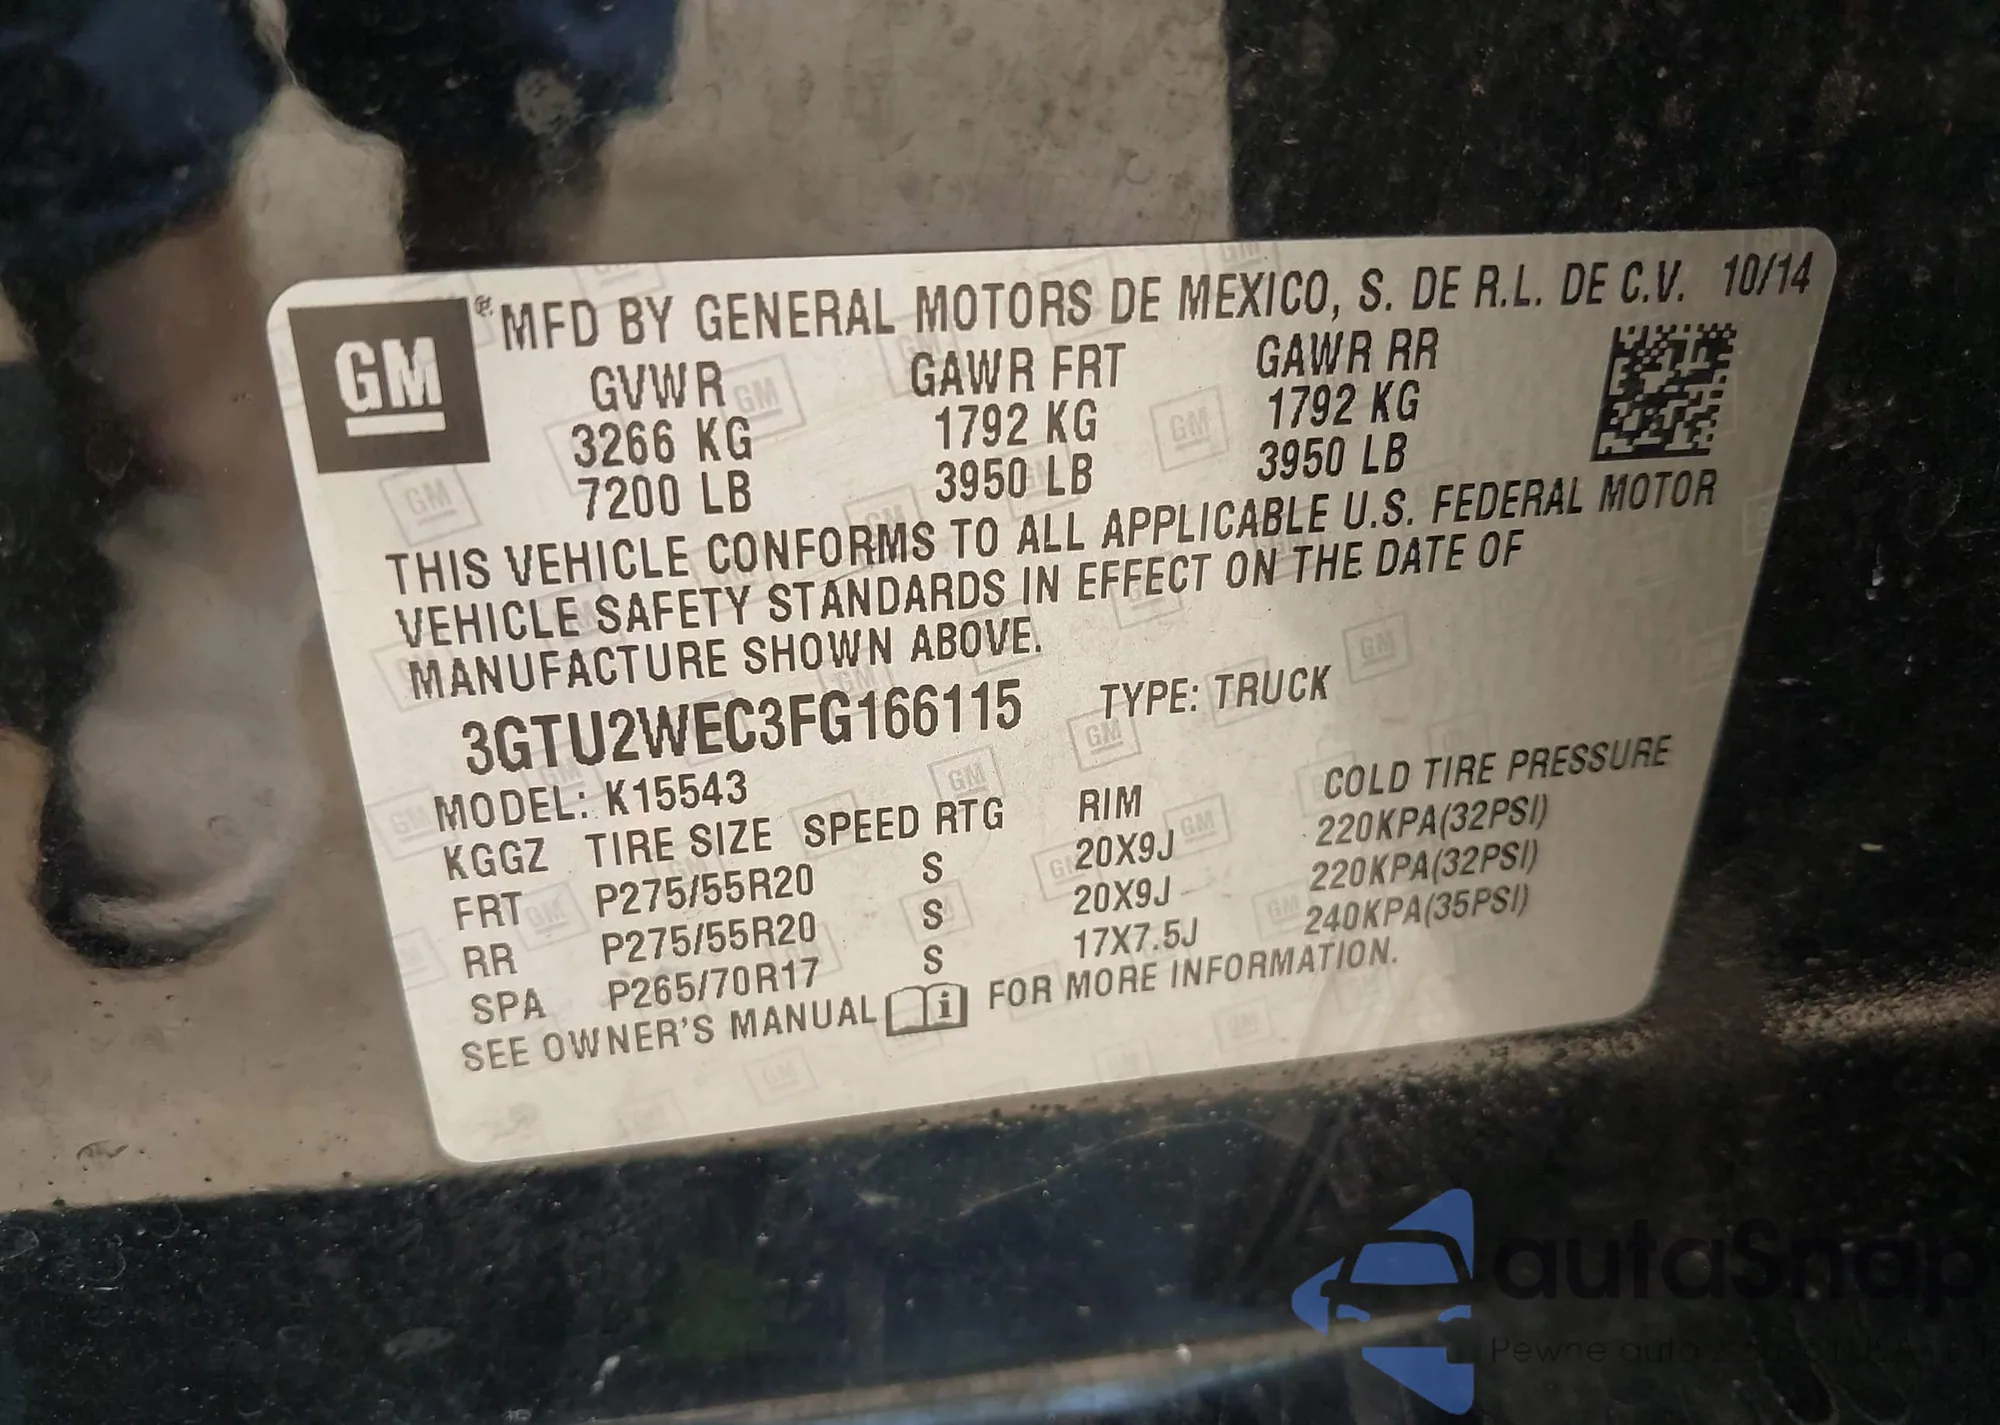 GM
® MFD BY GENERAL MOTORS DE MEXICO, S. DE R.L. DE C.V. 10/14
GVWR GAWR FRT GAWR RR
3266 KG 1792 KG 1792 KG
7200 LB 3950 LB 3950 LB
THIS VEHICLE CONFORMS TO ALL APPLICABLE U.S. FEDERAL MOTOR
VEHICLE SAFETY STANDARDS IN EFFECT ON THE DATE OF
MANUFACTURE SHOWN ABOVE.
3GTU2WEC3FG166115 TYPE: TRUCK
MODEL: K15543
KGGZ TIRE SIZE SPEED RTG RIM COLD TIRE PRESSURE
FRT P275/55R20 S 20X9J 220KPA(32PSI)
RR P275/55R20 S 20X9J 220KPA(32PSI)
SPA P265/70R17 S 17X7.5J 240KPA(35PSI)
SEE OWNER'S MANUAL FOR MORE INFORMATION.
autaSnap
Pewne auta z